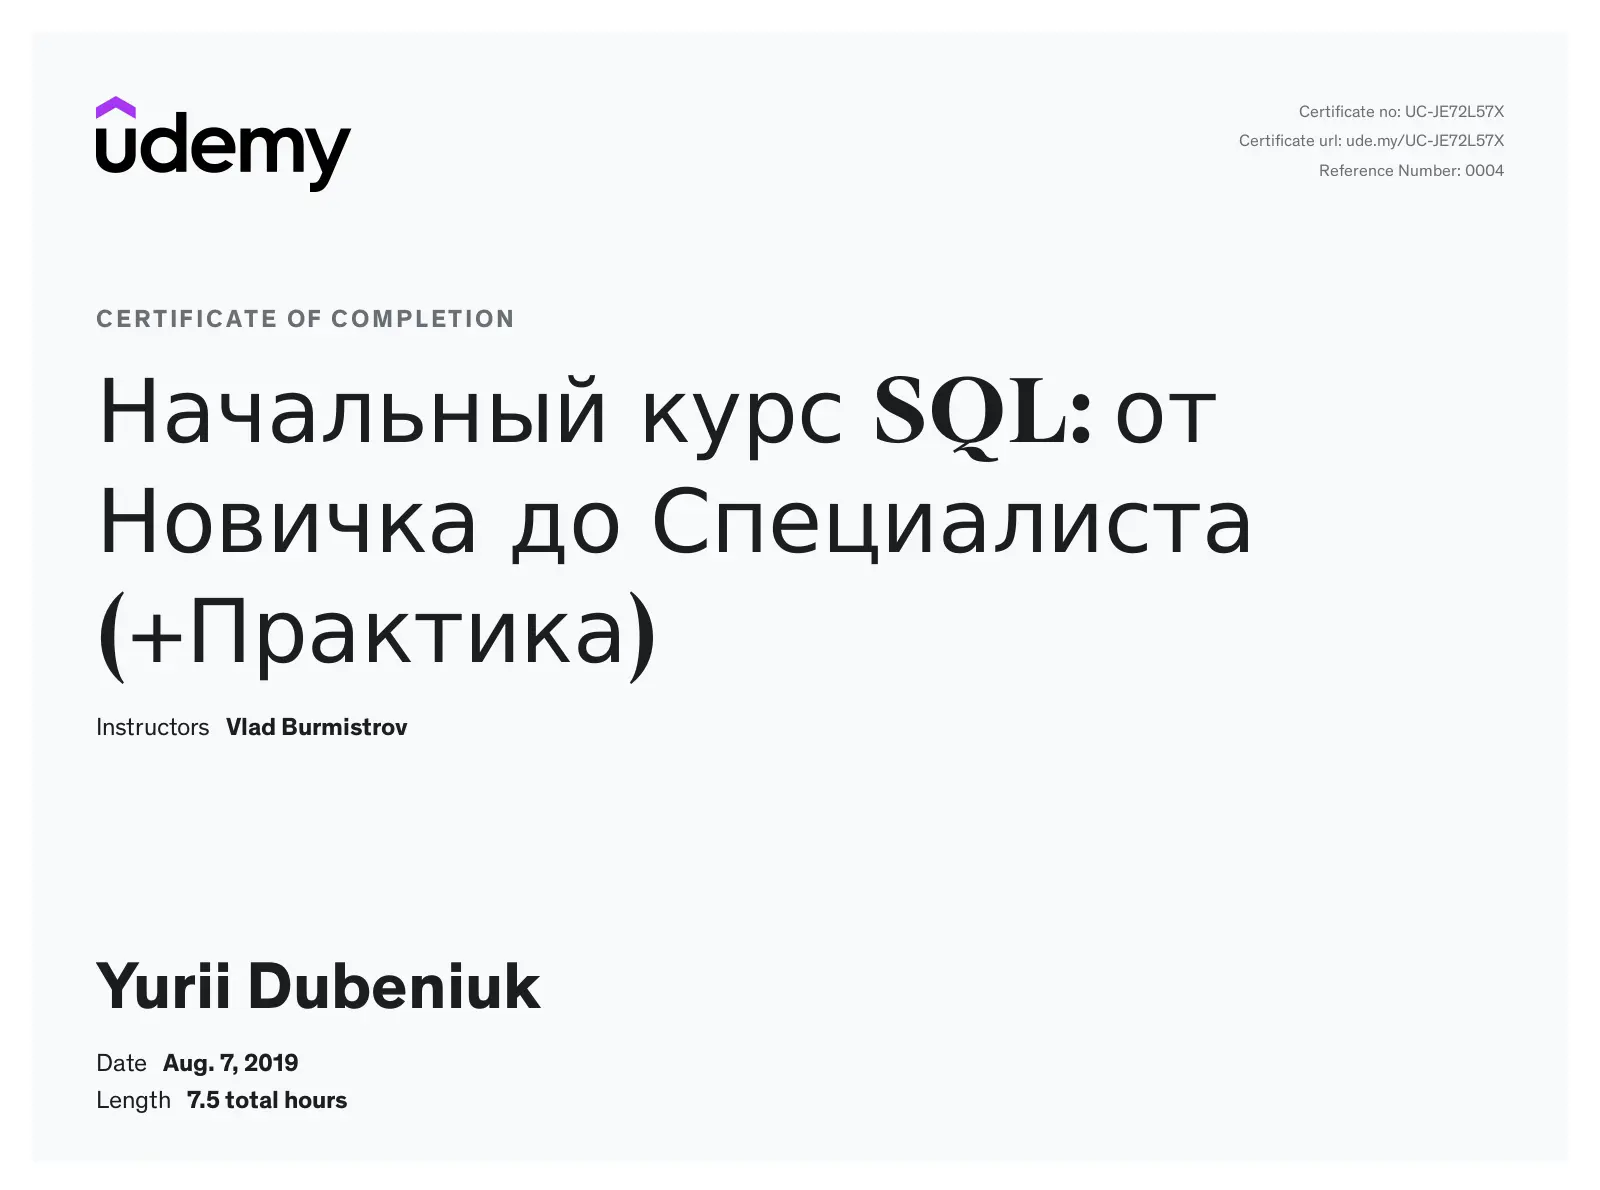 udemy
Certificate no: UC-JE72L57X
Certificate url: ude.my/UC-JE72L57X
Reference Number: 0004
CERTIFICATE OF COMPLETION
Начальный курс SQL: от
Новичка до Специалиста
(+Практика)
Instructors Vlad Burmistrov
Yurii Dubeniuk
Date Aug. 7, 2019
Length 7.5 total hours